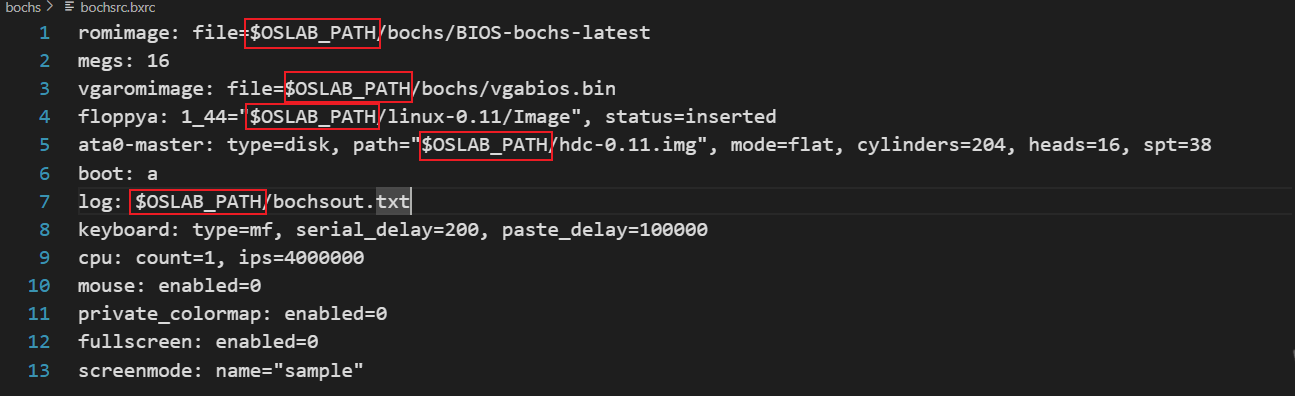 bochs > bochsrc.bxrc
1 romimage: file=$OSLAB_PATH/bochs/BIOS-bochs-latest
2 megs: 16
3 vgaromimage: file=$OSLAB_PATH/bochs/vgabios.bin
4 floppya: 1_44="$OSLAB_PATH/linux-0.11/Image", status=inserted
5 ata0-master: type=disk, path="$OSLAB_PATH/hdc-0.11.img", mode=flat, cylinders=204, heads=16, spt=38
6 boot: a
7 log: $OSLAB_PATH/bochsout.txt
8 keyboard: type=mf, serial_delay=200, paste_delay=100000
9 cpu: count=1, ips=4000000
10 mouse: enabled=0
11 private_colormap: enabled=0
12 fullscreen: enabled=0
13 screenmode: name="sample"